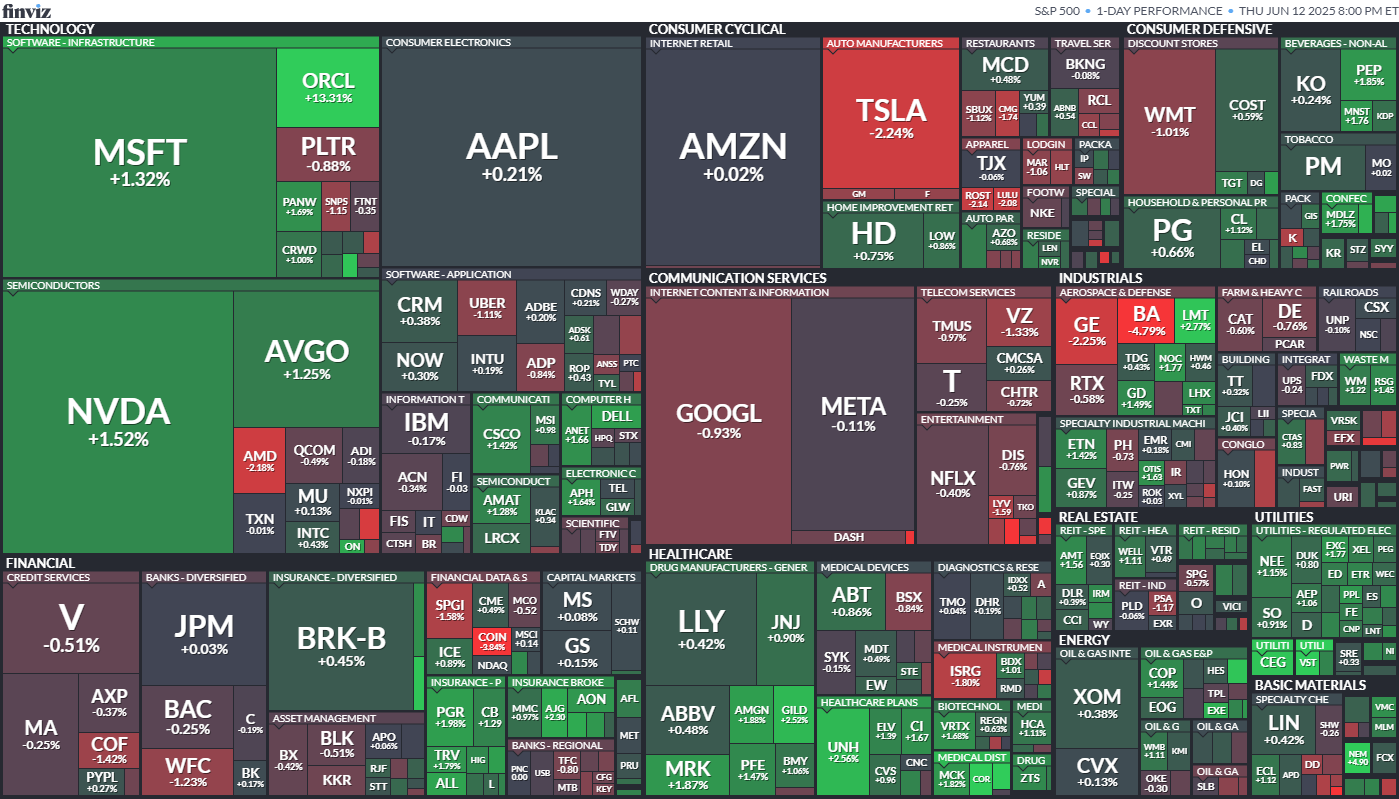 finviz
S&P 500 • 1-DAY PERFORMANCE • THU JUN 12 2025 8:00 PM ET
TECHNOLOGY
SOFTWARE - INFRASTRUCTURE
MSFT
+1.32%
ORCL
+13.31%
PLTR
-0.88%
PANW
+1.69%
SNPS
-1.15
FTNT
-0.35
CRWD
+1.00%
CONSUMER ELECTRONICS
AAPL
+0.21%
SEMICONDUCTORS
NVDA
+1.52%
AVGO
+1.25%
AMD
-2.18%
QCOM
-0.49%
ADI
-0.18%
TXN
-0.01%
MU
+0.13%
NXPI
-0.01%
INTC
+0.43%
ON
SOFTWARE - APPLICATION
CRM
+0.38%
UBER
-1.11%
ADBE
+0.20%
CDNS
+0.21%
WDAY
-0.27%
NOW
+0.30%
INTU
+0.19%
ADP
-0.84%
ADSK
+0.61
ROP
+0.43
ANSS
PTC
TYL
INFORMATION T
IBM
-0.17%
ACN
-0.34%
FI
-0.03
FIS
IT
CDW
CTSH
BR
COMMUNICATI
CSCO
+1.42%
MSI
+0.98
SEMICONDUCT
AMAT
+1.28%
KLAC
+0.34
LRCX
COMPUTER H
ANET
+1.66
DELL
HPQ
STX
ELECTRONIC C
APH
+1.64%
TEL
GLW
SCIENTIFIC
FTV
TDY
CONSUMER CYCLICAL
INTERNET RETAIL
AMZN
+0.02%
AUTO MANUFACTURERS
TSLA
-2.24%
GM
F
HOME IMPROVEMENT RET
HD
+0.75%
LOW
+0.86%
RESTAURANTS
MCD
+0.48%
SBUX
-1.12%
CMG
-1.74
YUM
+0.39
TRAVEL SER
BKNG
-0.08%
ABNB
+0.54
RCL
CCL
APPAREL
TJX
-0.06%
ROST
-2.14
LULU
-2.08
LODGIN
MAR
-1.06
HLT
PACKA
IP
SW
FOOTW
NKE
SPECIAL
AUTO PAR
AZO
+0.68%
RESIDE
LEN
NVR
CONSUMER DEFENSIVE
DISCOUNT STORES
WMT
-1.01%
COST
+0.59%
TGT
DG
BEVERAGES - NON-AL
KO
+0.24%
PEP
+1.85%
MNST
+1.76
KDP
TOBACCO
PM
MO
+0.02
HOUSEHOLD & PERSONAL PR
PG
+0.66%
CL
+1.12%
EL
CHD
PACK
GIS
K
CONFEC
MDLZ
+1.75%
KR
STZ
SYY
COMMUNICATION SERVICES
INTERNET CONTENT & INFORMATION
GOOGL
-0.93%
META
-0.11%
DASH
TELECOM SERVICES
TMUS
-0.97%
VZ
-1.33%
T
-0.25%
CMCSA
+0.26%
CHTR
-0.72%
ENTERTAINMENT
NFLX
-0.40%
DIS
-0.76%
LYV
-1.59
TKO
INDUSTRIALS
AEROSPACE & DEFENSE
GE
-2.25%
BA
-4.79%
LMT
+2.77%
RTX
-0.58%
TDG
+0.43%
NOC
+1.77
HWM
+0.46
GD
+1.49%
LHX
TXT
FARM & HEAVY C
CAT
-0.60%
DE
-0.76%
PCAR
RAILROADS
UNP
-0.10%
CSX
NSC
BUILDING
TT
+0.32%
JCI
+0.40%
LII
INTEGRAT
UPS
-0.24
FDX
WASTE M
WM
+1.22
RSG
+1.45
SPECIALTY INDUSTRIAL MACHI
ETN
+1.42%
PH
-0.73
EMR
+0.18%
CMI
GEV
+0.87%
ITW
-0.25
OTIS
+1.63
IR
ROK
+0.03
XYL
CONGLO
HON
+0.10%
SPECIA
CTAS
+0.83
INDUST
FAST
VRSK
EFX
PWR
URI
REAL ESTATE
REIT - SPE
AMT
+1.56
EQIX
+0.30
DLR
+0.39%
IRM
CCI
WY
REIT - HEA
WELL
+1.11
VTR
+0.49
REIT - IND
PLD
-0.06%
PSA
-1.17
EXR
REIT - RESID
SPG
-0.57%
O
VICI
UTILITIES
UTILITIES - REGULATED ELEC
NEE
+1.15%
DUK
+0.80
EXC
+1.77
XEL
PEG
ED
ETR
WEC
SO
+0.91%
AEP
+1.06
PPL
ES
D
FE
CNP
LNT
UTILITI
CEG
UTILI
VST
SRE
+0.33
NI
FINANCIAL
CREDIT SERVICES
V
-0.51%
MA
-0.25%
AXP
-0.37%
COF
-1.42%
PYPL
+0.27%
BANKS - DIVERSIFIED
JPM
+0.03%
BAC
-0.25%
C
-0.19%
WFC
-1.23%
BK
+0.17%
INSURANCE - DIVERSIFIED
BRK-B
+0.45%
ASSET MANAGEMENT
BX
-0.42%
BLK
-0.51%
APO
+0.06%
KKR
RJF
STT
FINANCIAL DATA & S
SPGI
-1.58%
CME
+0.49%
MCO
-0.52
ICE
+0.89%
COIN
-3.84%
MSCI
+0.14
NDAQ
CAPITAL MARKETS
MS
+0.08%
GS
+0.15%
SCHW
+0.11
INSURANCE - P
PGR
+1.98%
CB
+1.29
TRV
+1.79%
HIG
ALL
L
INSURANCE BROKE
MMC
+0.97%
AJG
+2.30
AON
BANKS - REGIONAL
PNC
0.00
USB
TFC
-0.80
MTB
CFG
KEY
AFL
MET
PRU
HEALTHCARE
DRUG MANUFACTURERS - GENER
LLY
+0.42%
JNJ
+0.90%
ABBV
+0.48%
AMGN
+1.88%
GILD
+2.52%
MRK
+1.87%
PFE
+1.47%
BMY
+1.06%
MEDICAL DEVICES
ABT
+0.86%
BSX
-0.84%
SYK
-0.15%
MDT
+0.49%
STE
EW
HEALTHCARE PLANS
UNH
+2.56%
ELV
+1.39
CI
+1.67
CVS
+0.96
CNC
DIAGNOSTICS & RESE
TMO
+0.04%
DHR
+0.19%
IDXX
+0.52
A
MEDICAL INSTRUMEN
ISRG
-1.80%
BDX
+1.01
RMD
BIOTECHNOL
VRTX
+1.68%
REGN
+0.63%
MEDI
HCA
+1.11%
MEDICAL DIST
MCK
+1.82%
COR
DRUG
ZTS
ENERGY
OIL & GAS INTE
XOM
+0.38%
CVX
+0.13%
OIL & GAS E&P
COP
+1.44%
HES
EOG
TPL
EXE
OIL & G
WMB
+1.11
KMI
OKE
-0.30
OIL & GA
OIL & GA
SLB
BASIC MATERIALS
SPECIALTY CHE
LIN
+0.42%
SHW
-0.26
ECL
+1.12
APD
DD
VMC
MLM
NEM
+4.90
FCX